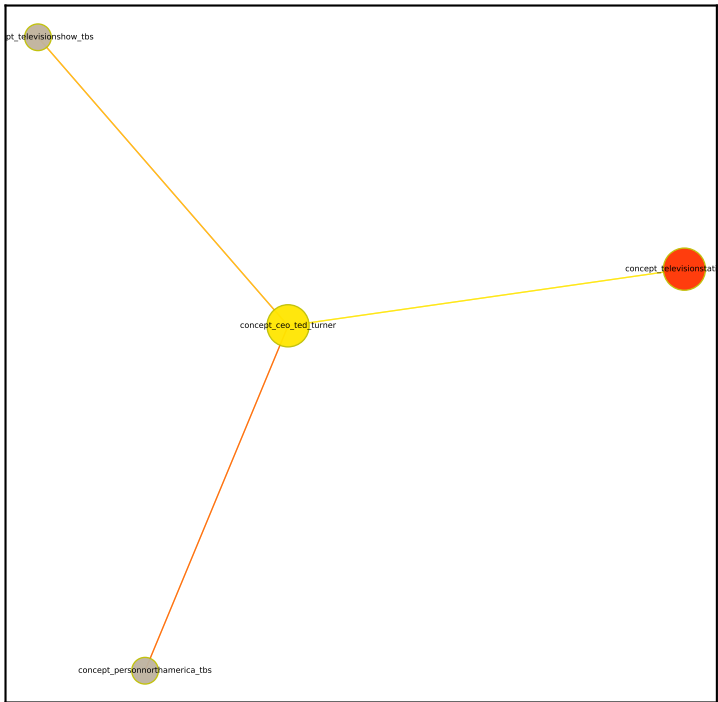 pt_televisionshow_tbs
concept_televisionstati
concept_ceo_ted_turner
concept_personnorthamerica_tbs